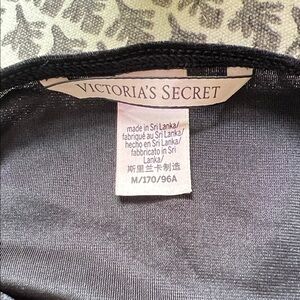 VICTORIA'S SECRET
made in Sri Lanka/
fabriqué au Sri Lanka/
hecho en Sri Lanka/
fabbricato in Sri
Lanka/
斯里兰卡制造
M/170/96A